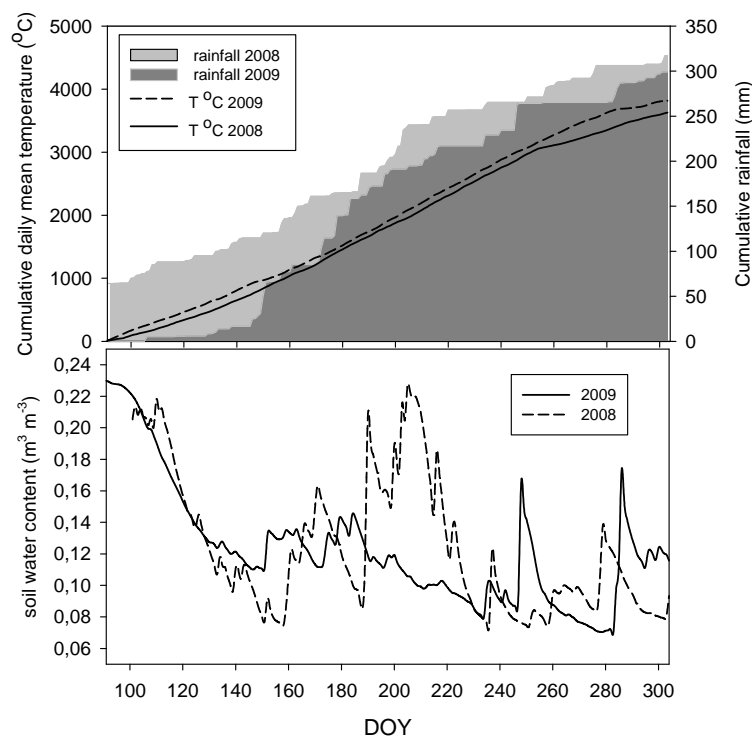 Cumulative daily mean temperature (⁰C)
5000
4000
3000
2000
1000
0
rainfall 2008
rainfall 2009
T ⁰C 2009
T ⁰C 2008
350
300
250
200
150
100
50
0
Cumulative rainfall (mm)
soil water content (m³ m⁻³)
0,24
0,22
0,20
0,18
0,16
0,14
0,12
0,10
0,08
0,06
2009
2008
100 120 140 160 180 200 220 240 260 280 300
DOY